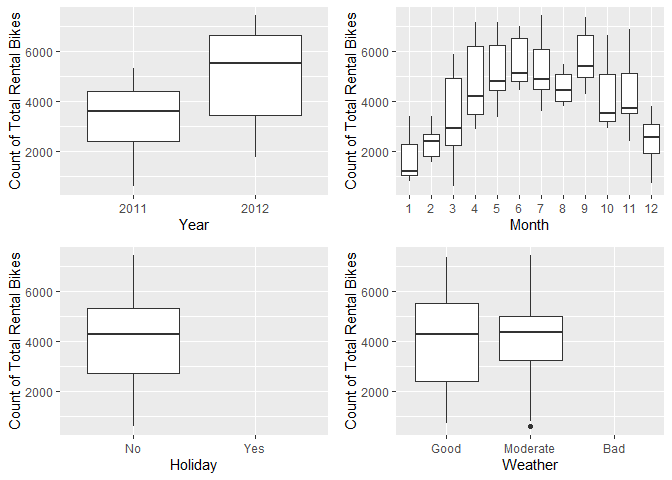 Count of Total Rental Bikes
6000
4000
2000
2011 2012
Year
Count of Total Rental Bikes
6000
4000
2000
1 2 3 4 5 6 7 8 9 10 11 12
Month
Count of Total Rental Bikes
6000
4000
2000
No Yes
Holiday
Count of Total Rental Bikes
6000
4000
2000
Good Moderate Bad
Weather